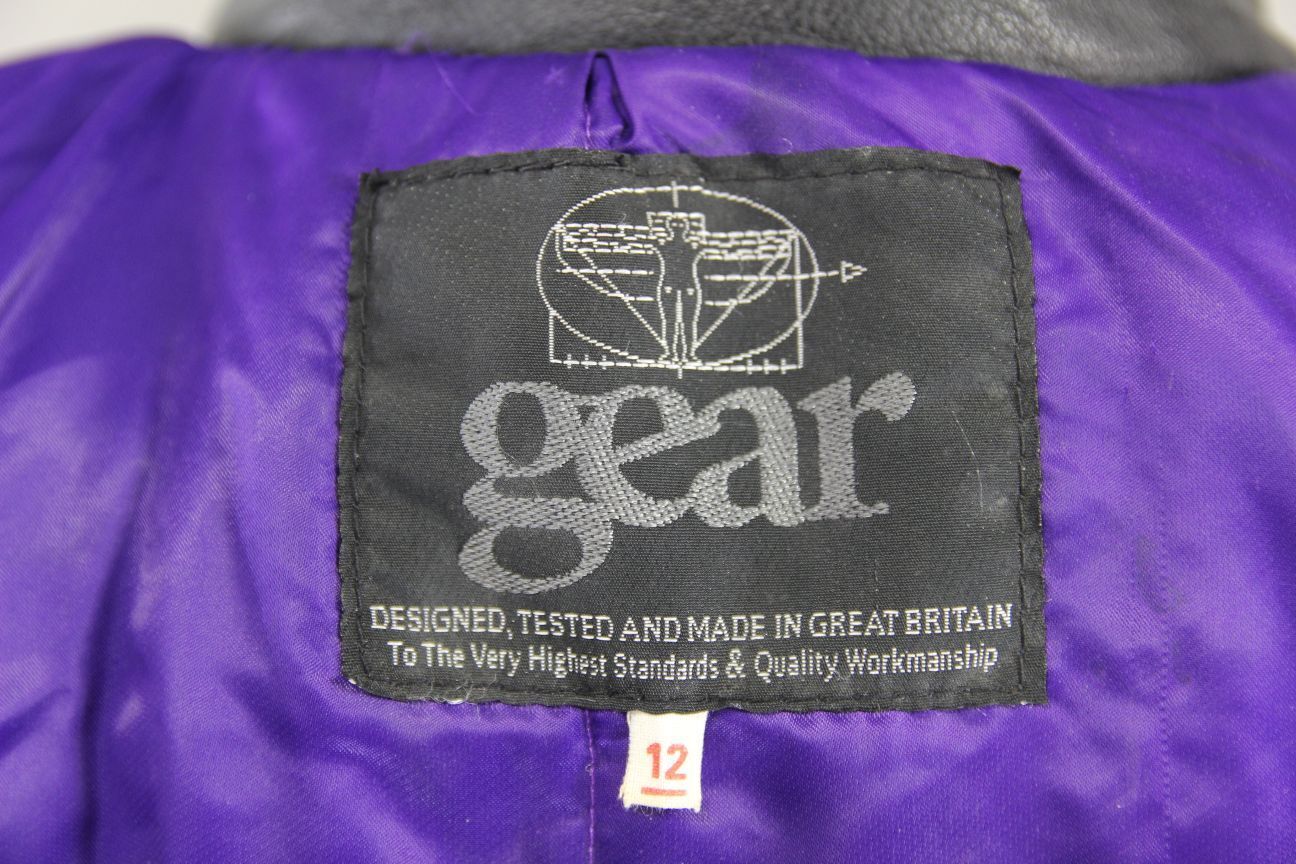 gear
DESIGNED, TESTED AND MADE IN GREAT BRITAIN
To The Very Highest Standards & Quality Workmanship
12